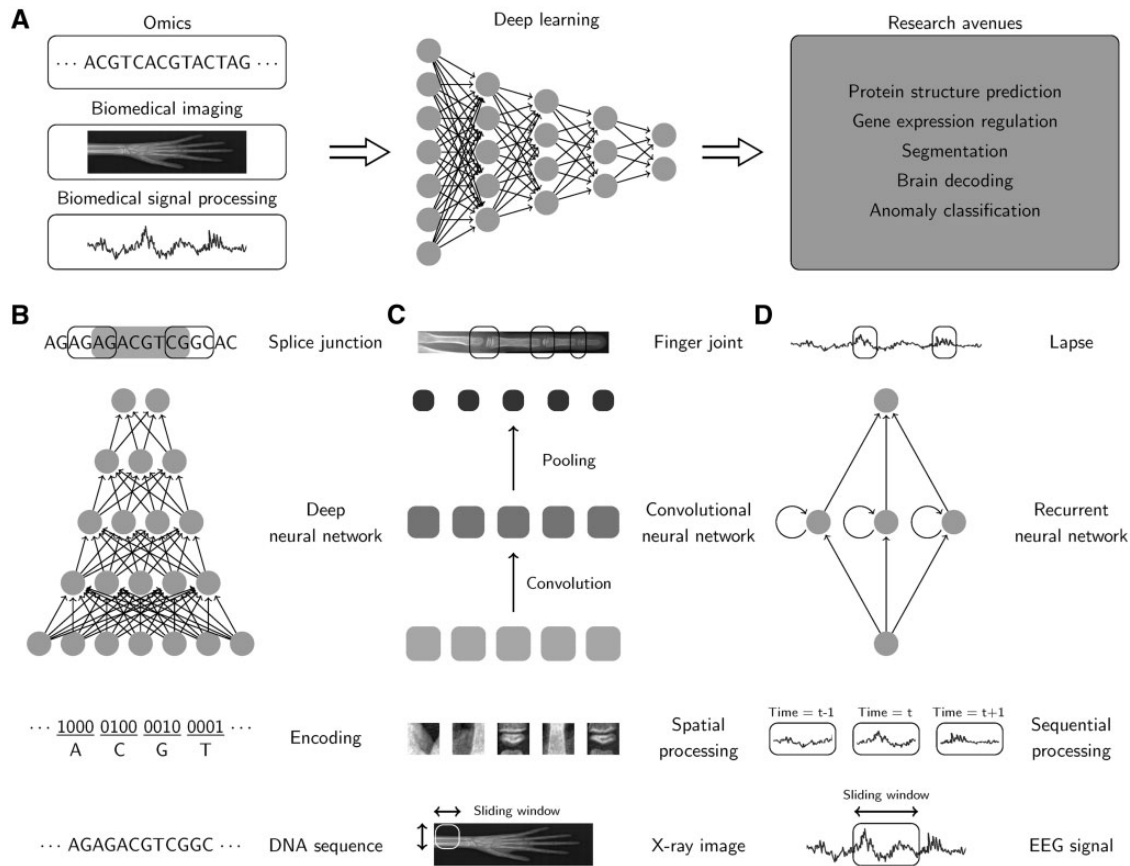 A
Omics
Deep learning
Research avenues
··· ACGTCACGTACTAG ···
Biomedical imaging
Biomedical signal processing
Protein structure prediction
Gene expression regulation
Segmentation
Brain decoding
Anomaly classification
B
AGAGAGACGTCGGCAC
Splice junction
Deep
neural network
··· 1000 0100 0010 0001 ···
A C G T
Encoding
··· AGAGACGTCGGC ···
DNA sequence
C
Finger joint
Pooling
Convolutional
neural network
Convolution
Spatial
processing
Sliding window
X-ray image
D
Lapse
Recurrent
neural network
Time = t-1 Time = t Time = t+1
Sequential
processing
Sliding window
EEG signal